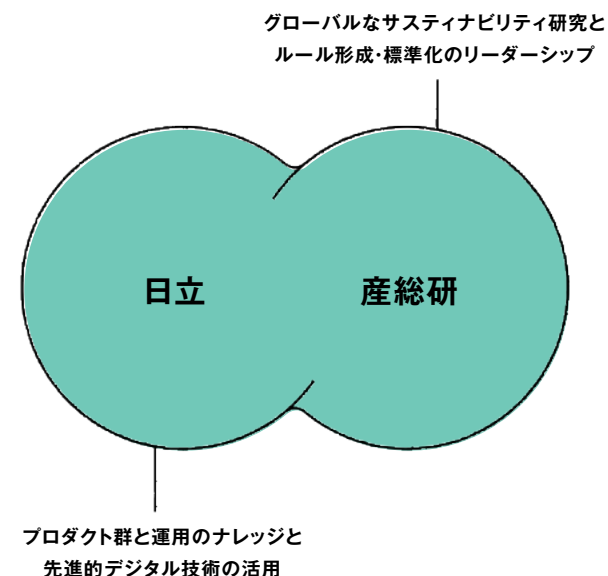 グローバルなサスティナビリティ研究と
ルール形成・標準化のリーダーシップ
日立
産総研
プロダクト群と運用のナレッジと
先進的デジタル技術の活用